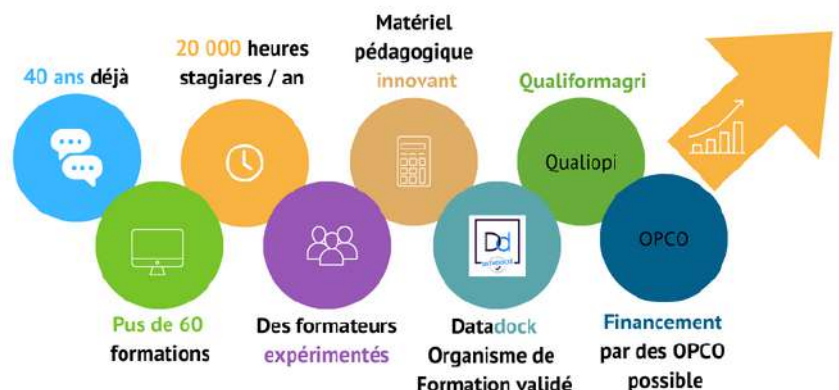 40 ans déjà
20 000 heures
stagiares / an
Matériel
pédagogique
innovant
Qualiformagri
Qualiopi
OPCO
Dd
Pus de 60
formations
Des formateurs
expérimentés
Datadock
Organisme de
Formation validé
Financement
par des OPCO
possible